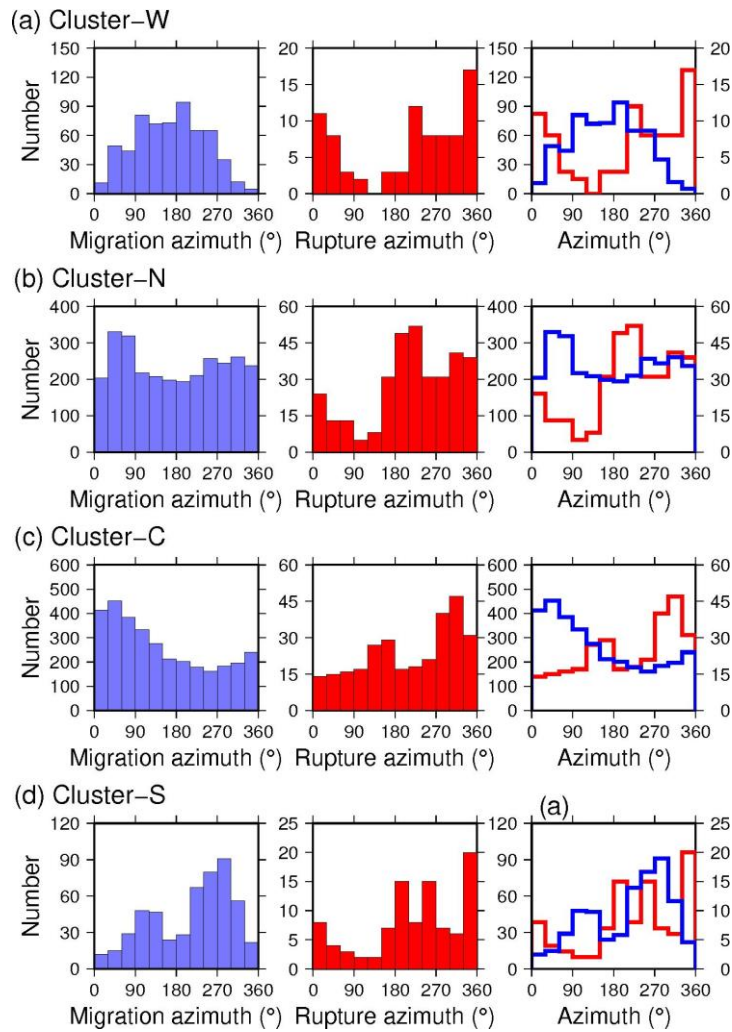 (a) Cluster−W
150 120 90 60 30 0
Number
0 90 180 270 360
Migration azimuth (°)
20 15 10 5 0
0 90 180 270 360
Rupture azimuth (°)
150 120 90 60 30 0
20 15 10 5 0
0 90 180 270 360
Azimuth (°)
(b) Cluster−N
400 300 200 100 0
Number
0 90 180 270 360
Migration azimuth (°)
60 45 30 15 0
0 90 180 270 360
Rupture azimuth (°)
400 300 200 100 0
60 45 30 15 0
0 90 180 270 360
Azimuth (°)
(c) Cluster−C
600 500 400 300 200 100 0
Number
0 90 180 270 360
Migration azimuth (°)
60 45 30 15 0
0 90 180 270 360
Rupture azimuth (°)
600 500 400 300 200 100 0
60 45 30 15 0
0 90 180 270 360
Azimuth (°)
(d) Cluster−S
(a)
120 90 60 30 0
Number
0 90 180 270 360
Migration azimuth (°)
25 20 15 10 5 0
0 90 180 270 360
Rupture azimuth (°)
120 90 60 30 0
25 20 15 10 5 0
0 90 180 270 360
Azimuth (°)